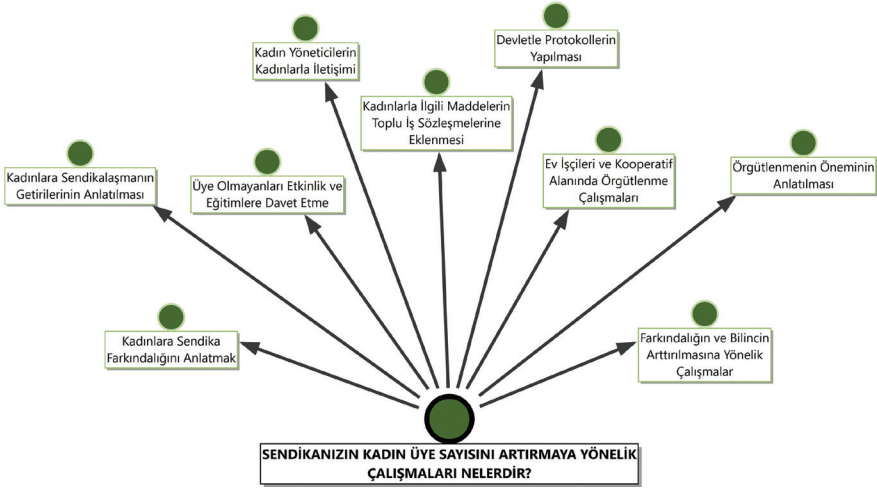 Kadın Yöneticilerin
Kadınlarla İletişimi
Devletle Protokollerin
Yapılması
Kadınlarla İlgili Maddelerin
Toplu İş Sözleşmelerine
Eklenmesi
Kadınlara Sendikalaşmanın
Getirilerinin Anlatılması
Üye Olmayanları Etkinlik ve
Eğitimlere Davet Etme
Ev İşçileri ve Kooperatif
Alanında Örgütlenme
Çalışmaları
Örgütlenmenin Öneminin
Anlatılması
Kadınlara Sendika
Farkındalığını Anlatmak
Farkındalığın ve Bilincin
Arttırılmasına Yönelik
Çalışmalar
SENDİKANIZIN KADIN ÜYE SAYISINI ARTIRMAYA YÖNELİK
ÇALIŞMALARI NELERDİR?